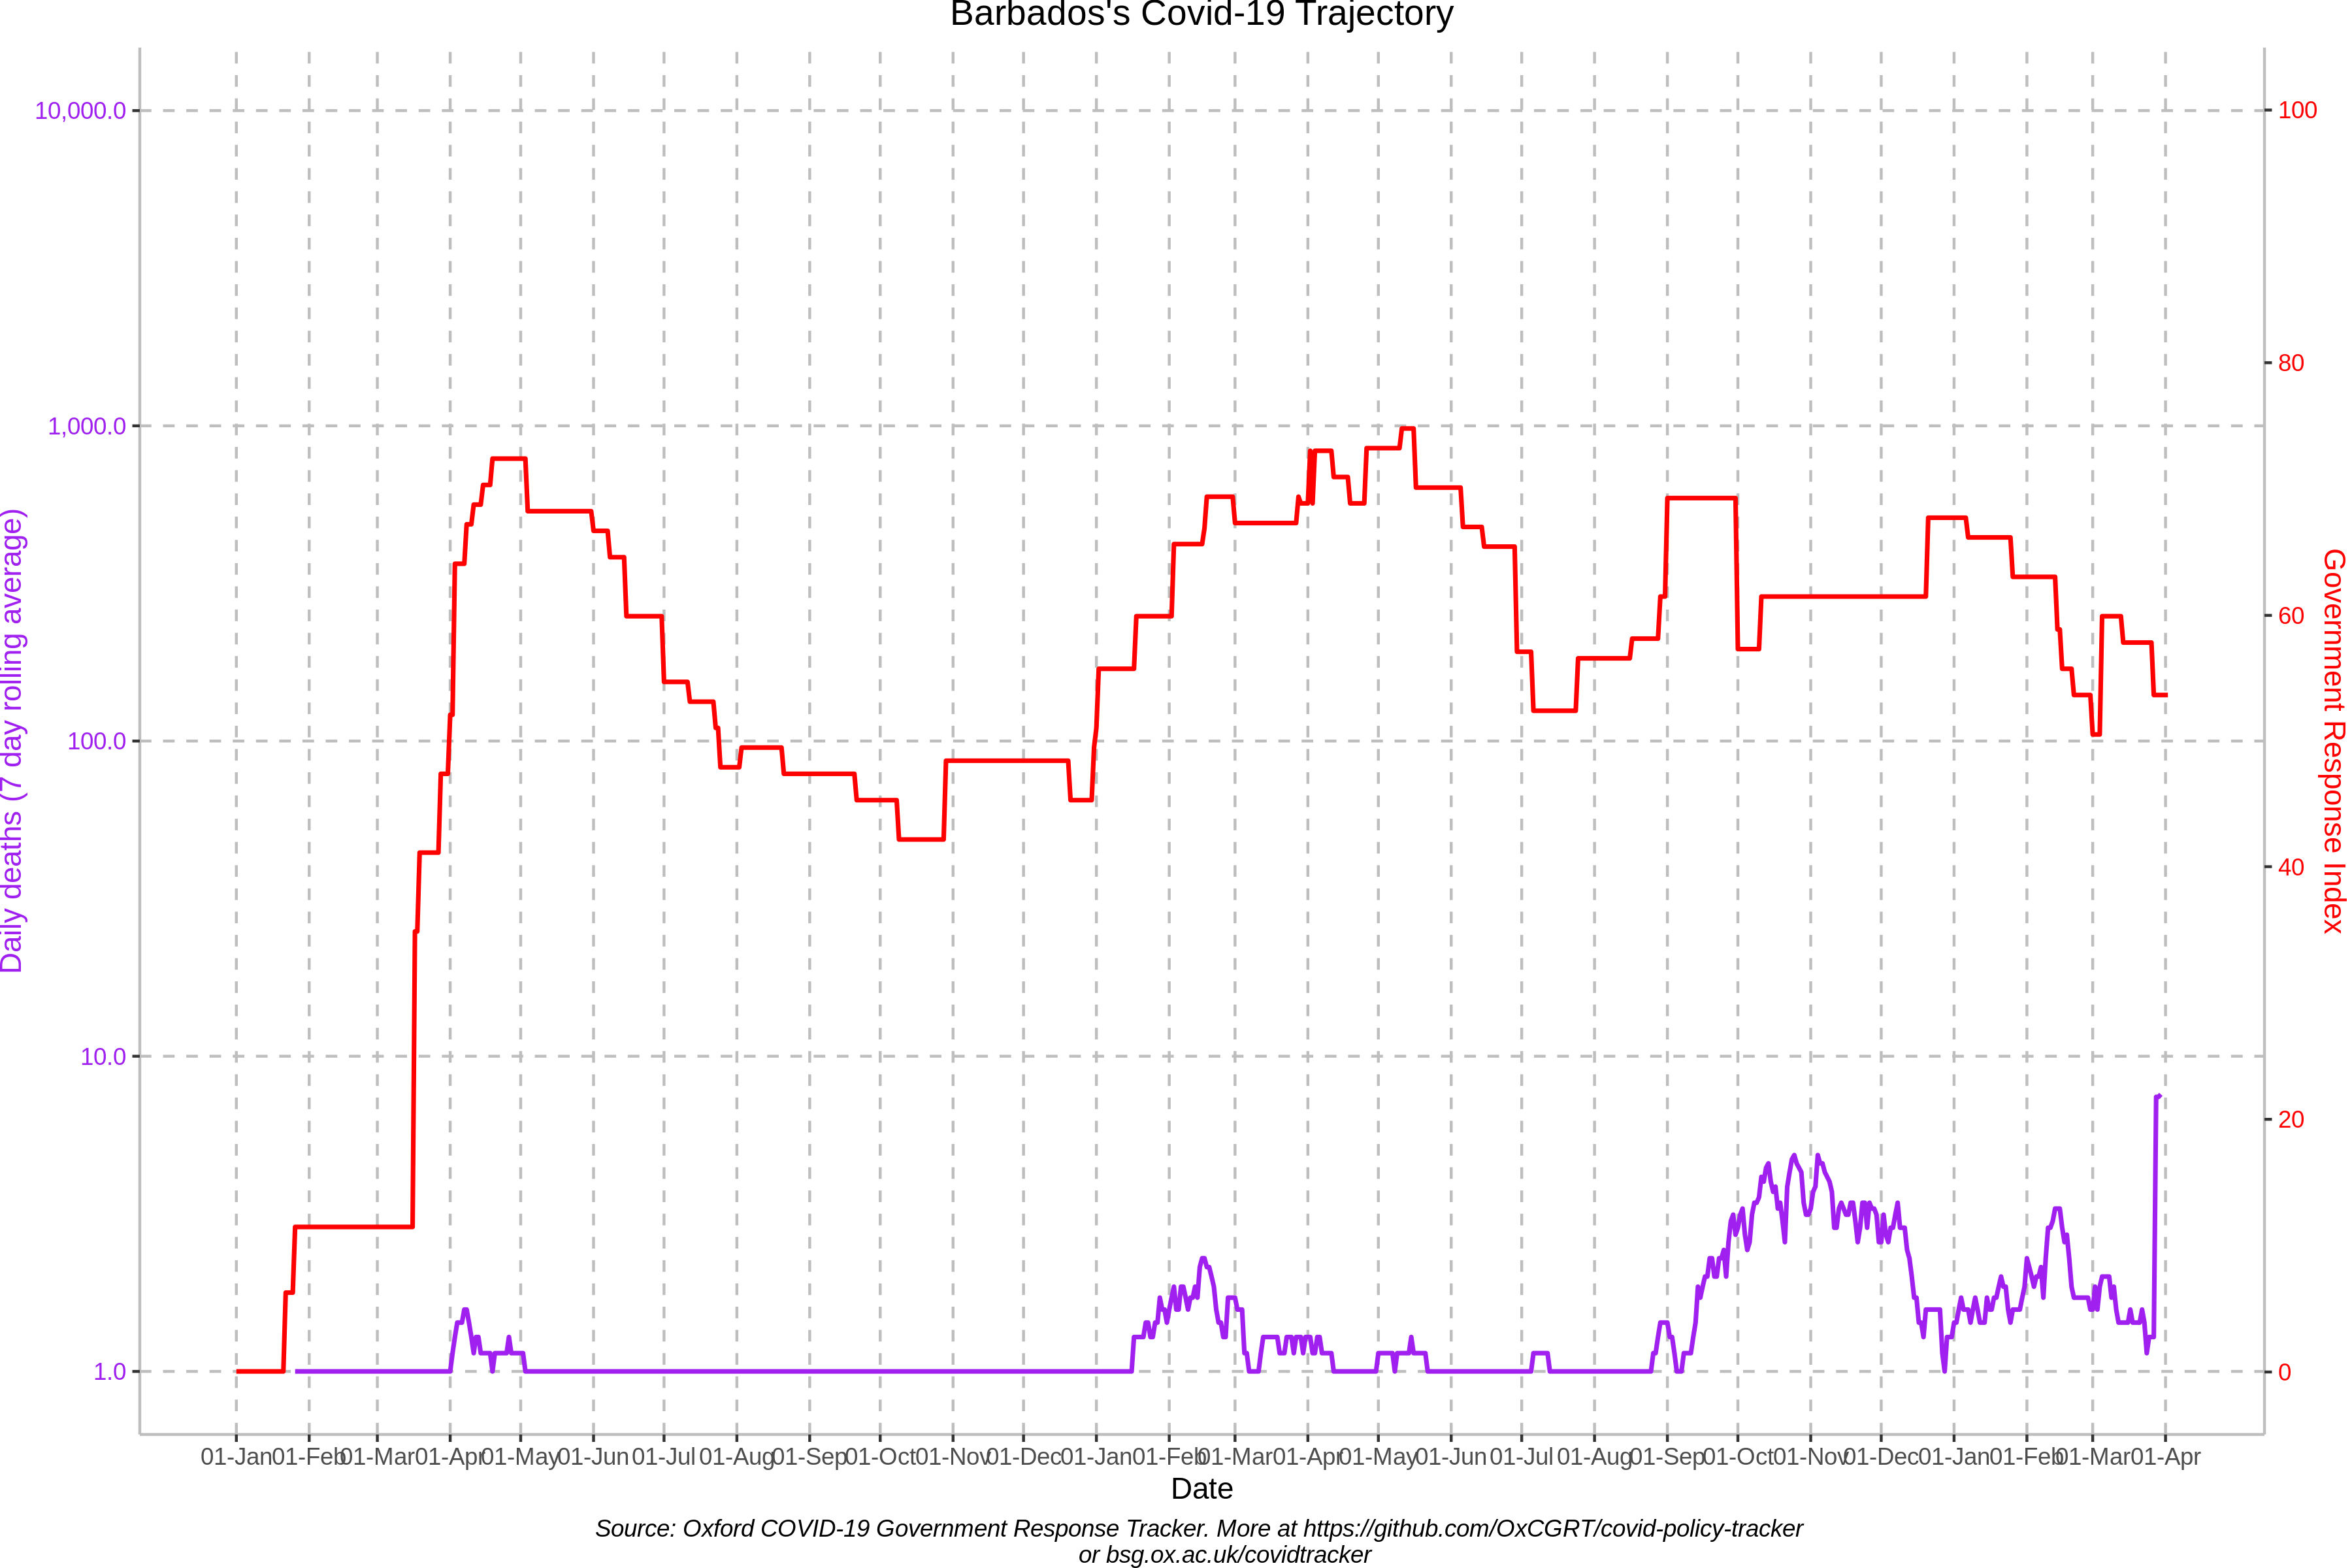 Barbados's Covid-19 Trajectory
10,000.0
1,000.0
100.0
10.0
1.0
Daily deaths (7 day rolling average)
100
80
60
40
20
0
Government Response Index
01-Jan 01-Feb 01-Mar 01-Apr 01-May 01-Jun 01-Jul 01-Aug 01-Sep 01-Oct 01-Nov 01-Dec 01-Jan 01-Feb 01-Mar 01-Apr 01-May 01-Jun 01-Jul 01-Aug 01-Sep 01-Oct 01-Nov 01-Dec 01-Jan 01-Feb 01-Mar 01-Apr
Date
Source: Oxford COVID-19 Government Response Tracker. More at https://github.com/OxCGRT/covid-policy-tracker
or bsg.ox.ac.uk/covidtracker